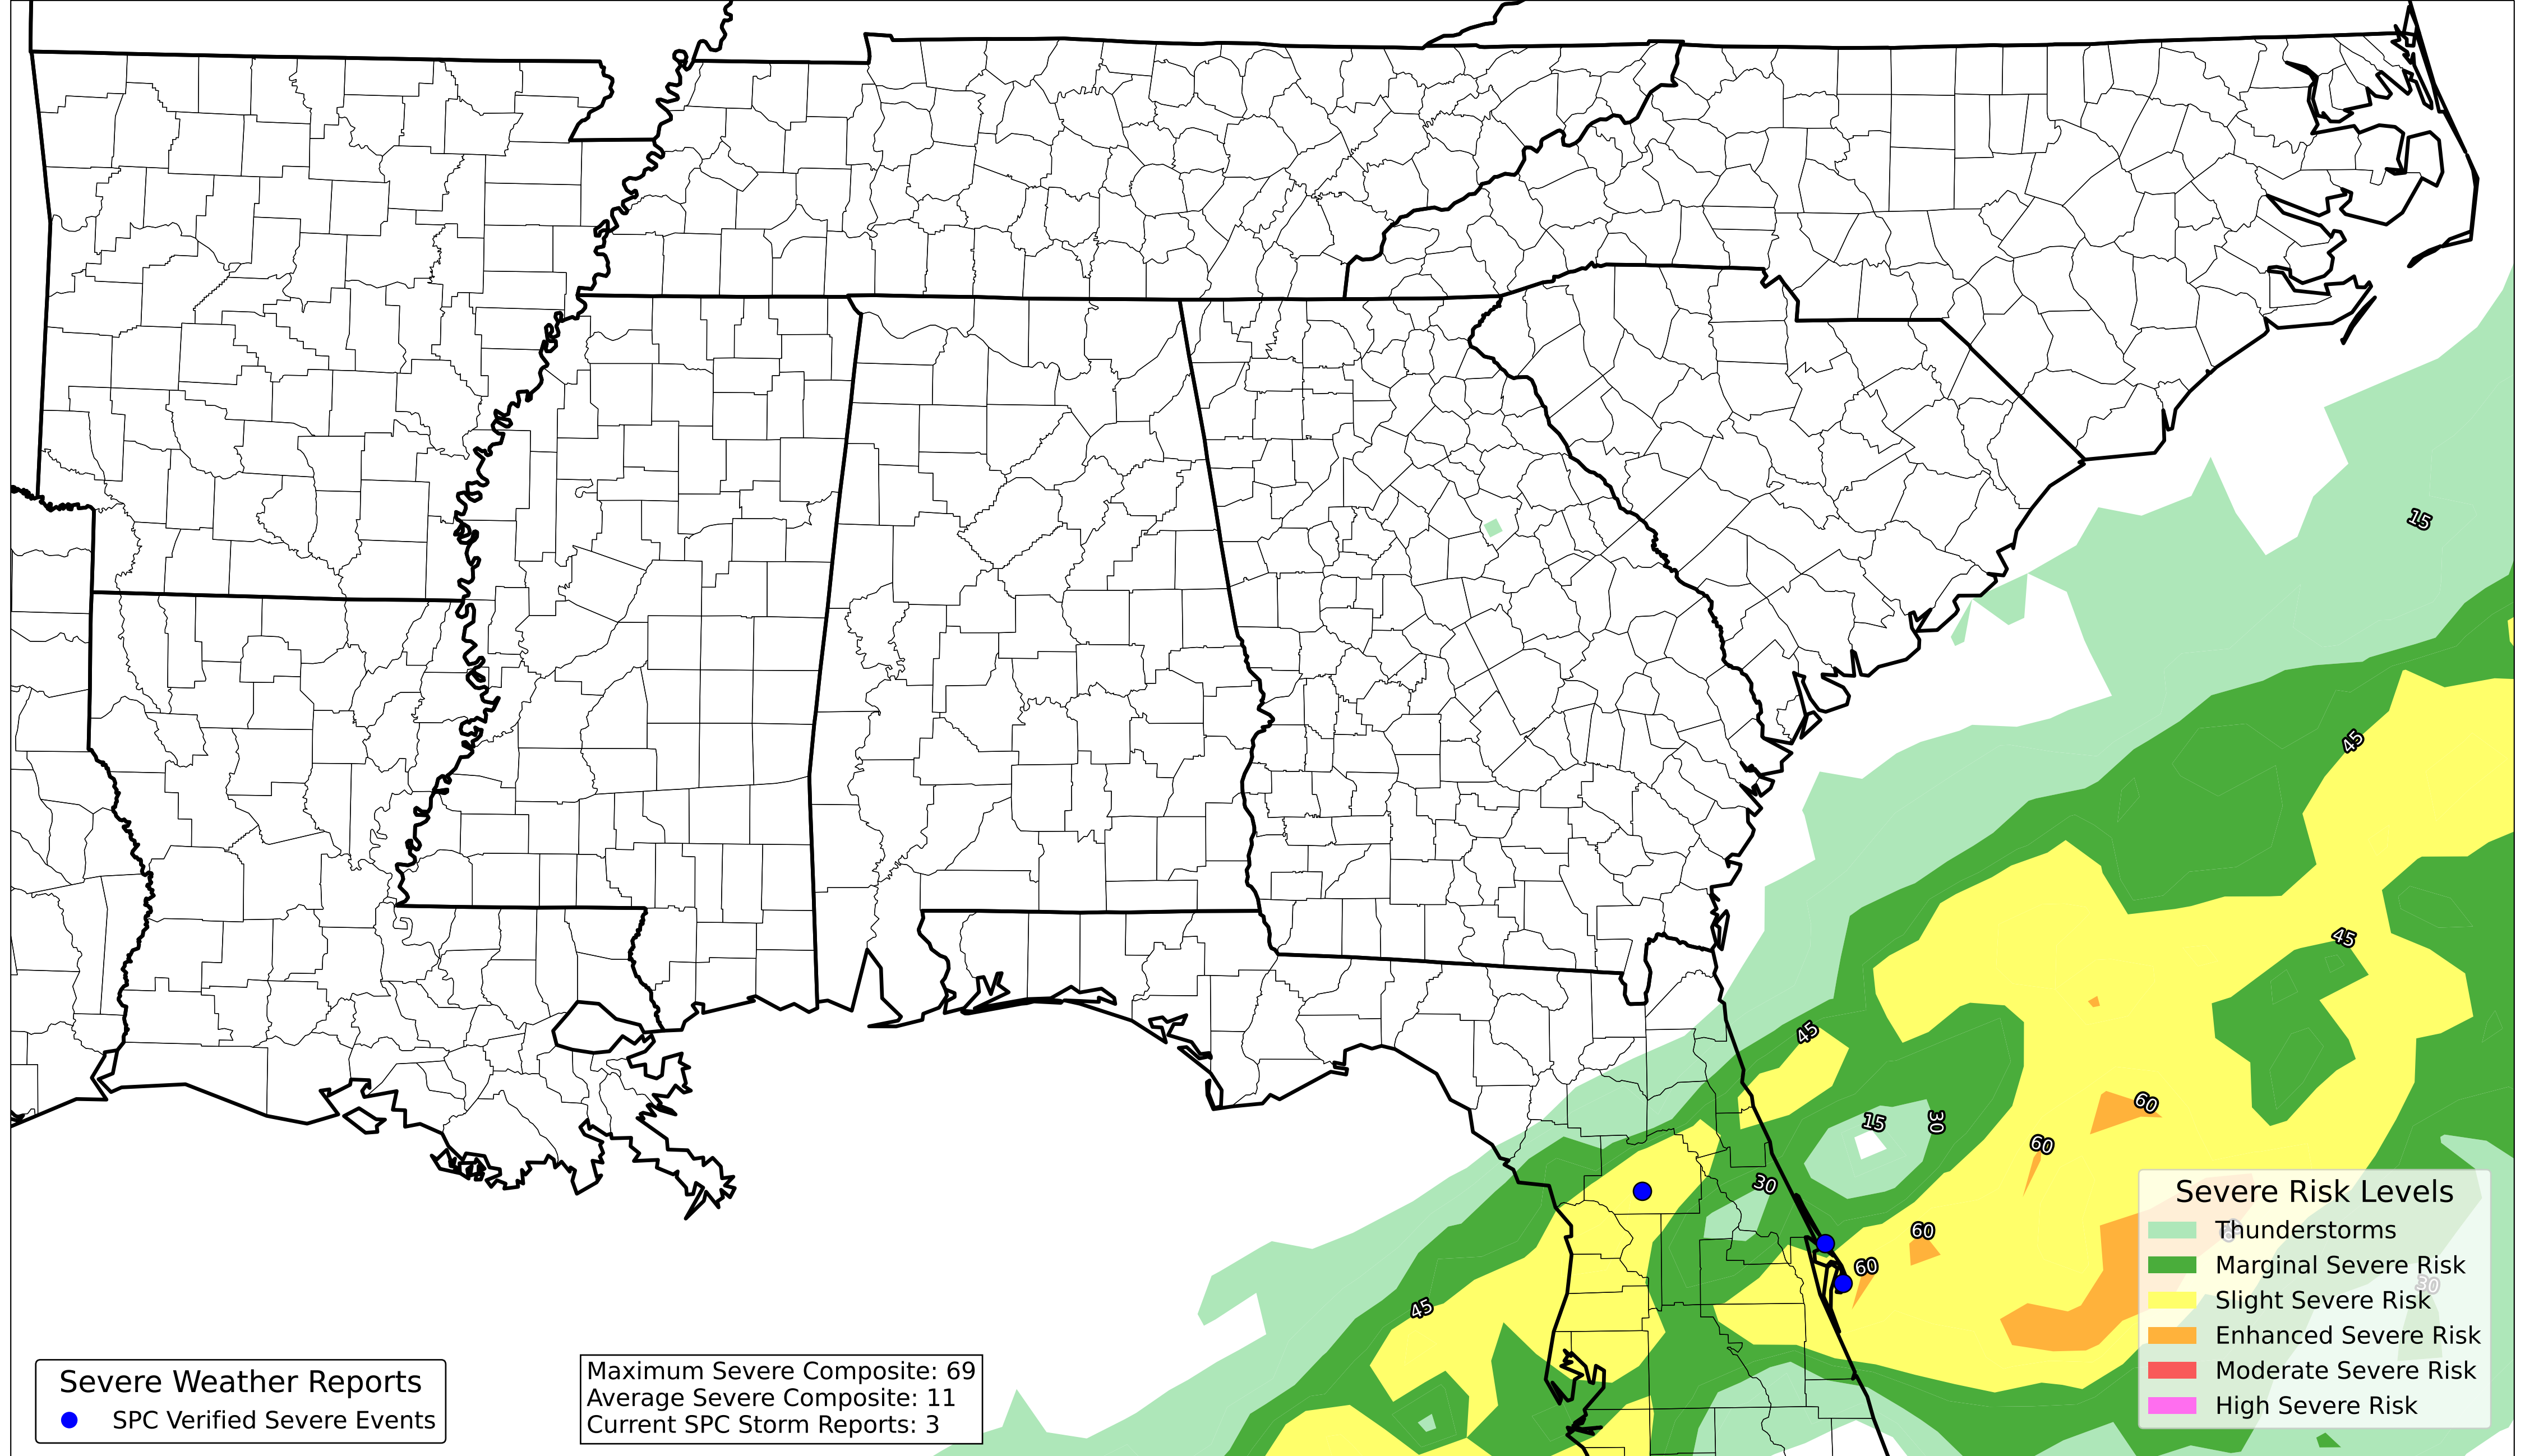 15
45
45
45
60
15
30
60
30
60
60
45
30
Severe Risk Levels
Thunderstorms
Marginal Severe Risk
Slight Severe Risk
Enhanced Severe Risk
Moderate Severe Risk
High Severe Risk
Severe Weather Reports
SPC Verified Severe Events
Maximum Severe Composite: 69
Average Severe Composite: 11
Current SPC Storm Reports: 3